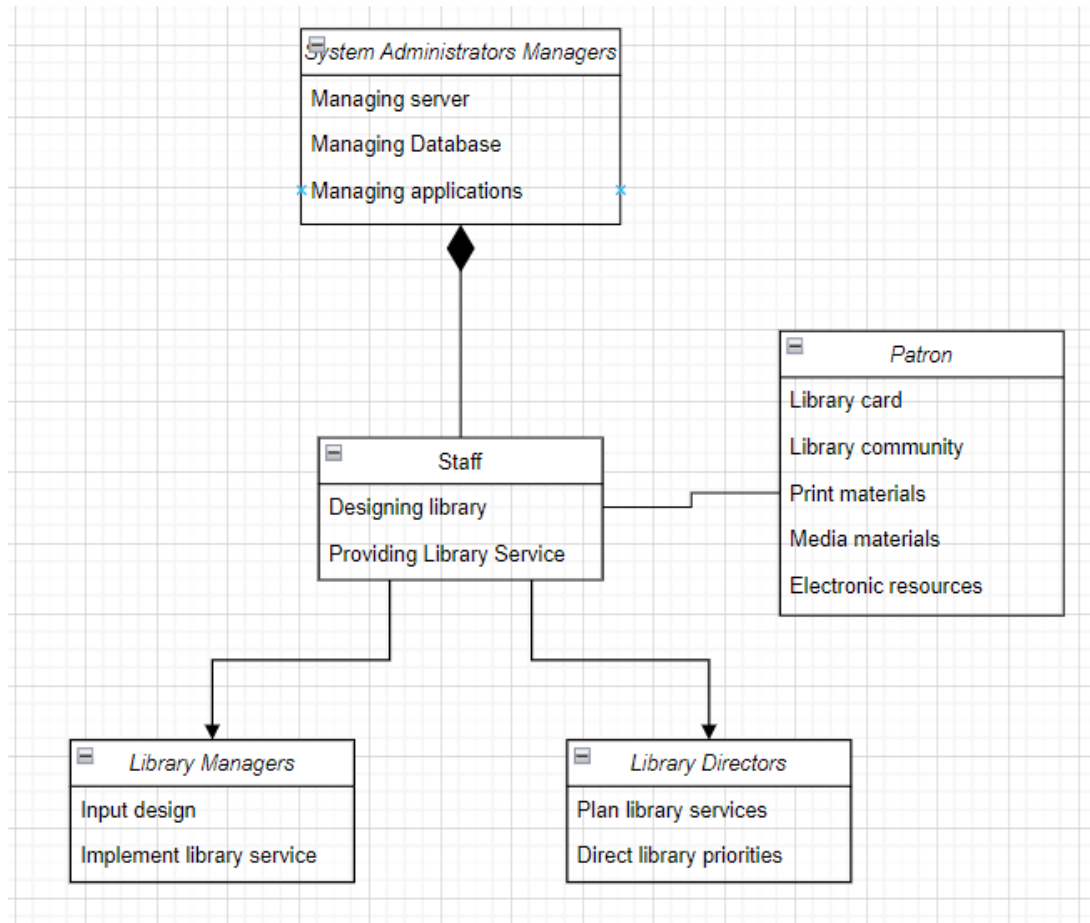 System Administrators Managers
Managing server
Managing Database
Managing applications
Patron
Library card
Library community
Print materials
Media materials
Electronic resources
Staff
Designing library
Providing Library Service
Library Managers
Input design
Implement library service
Library Directors
Plan library services
Direct library priorities